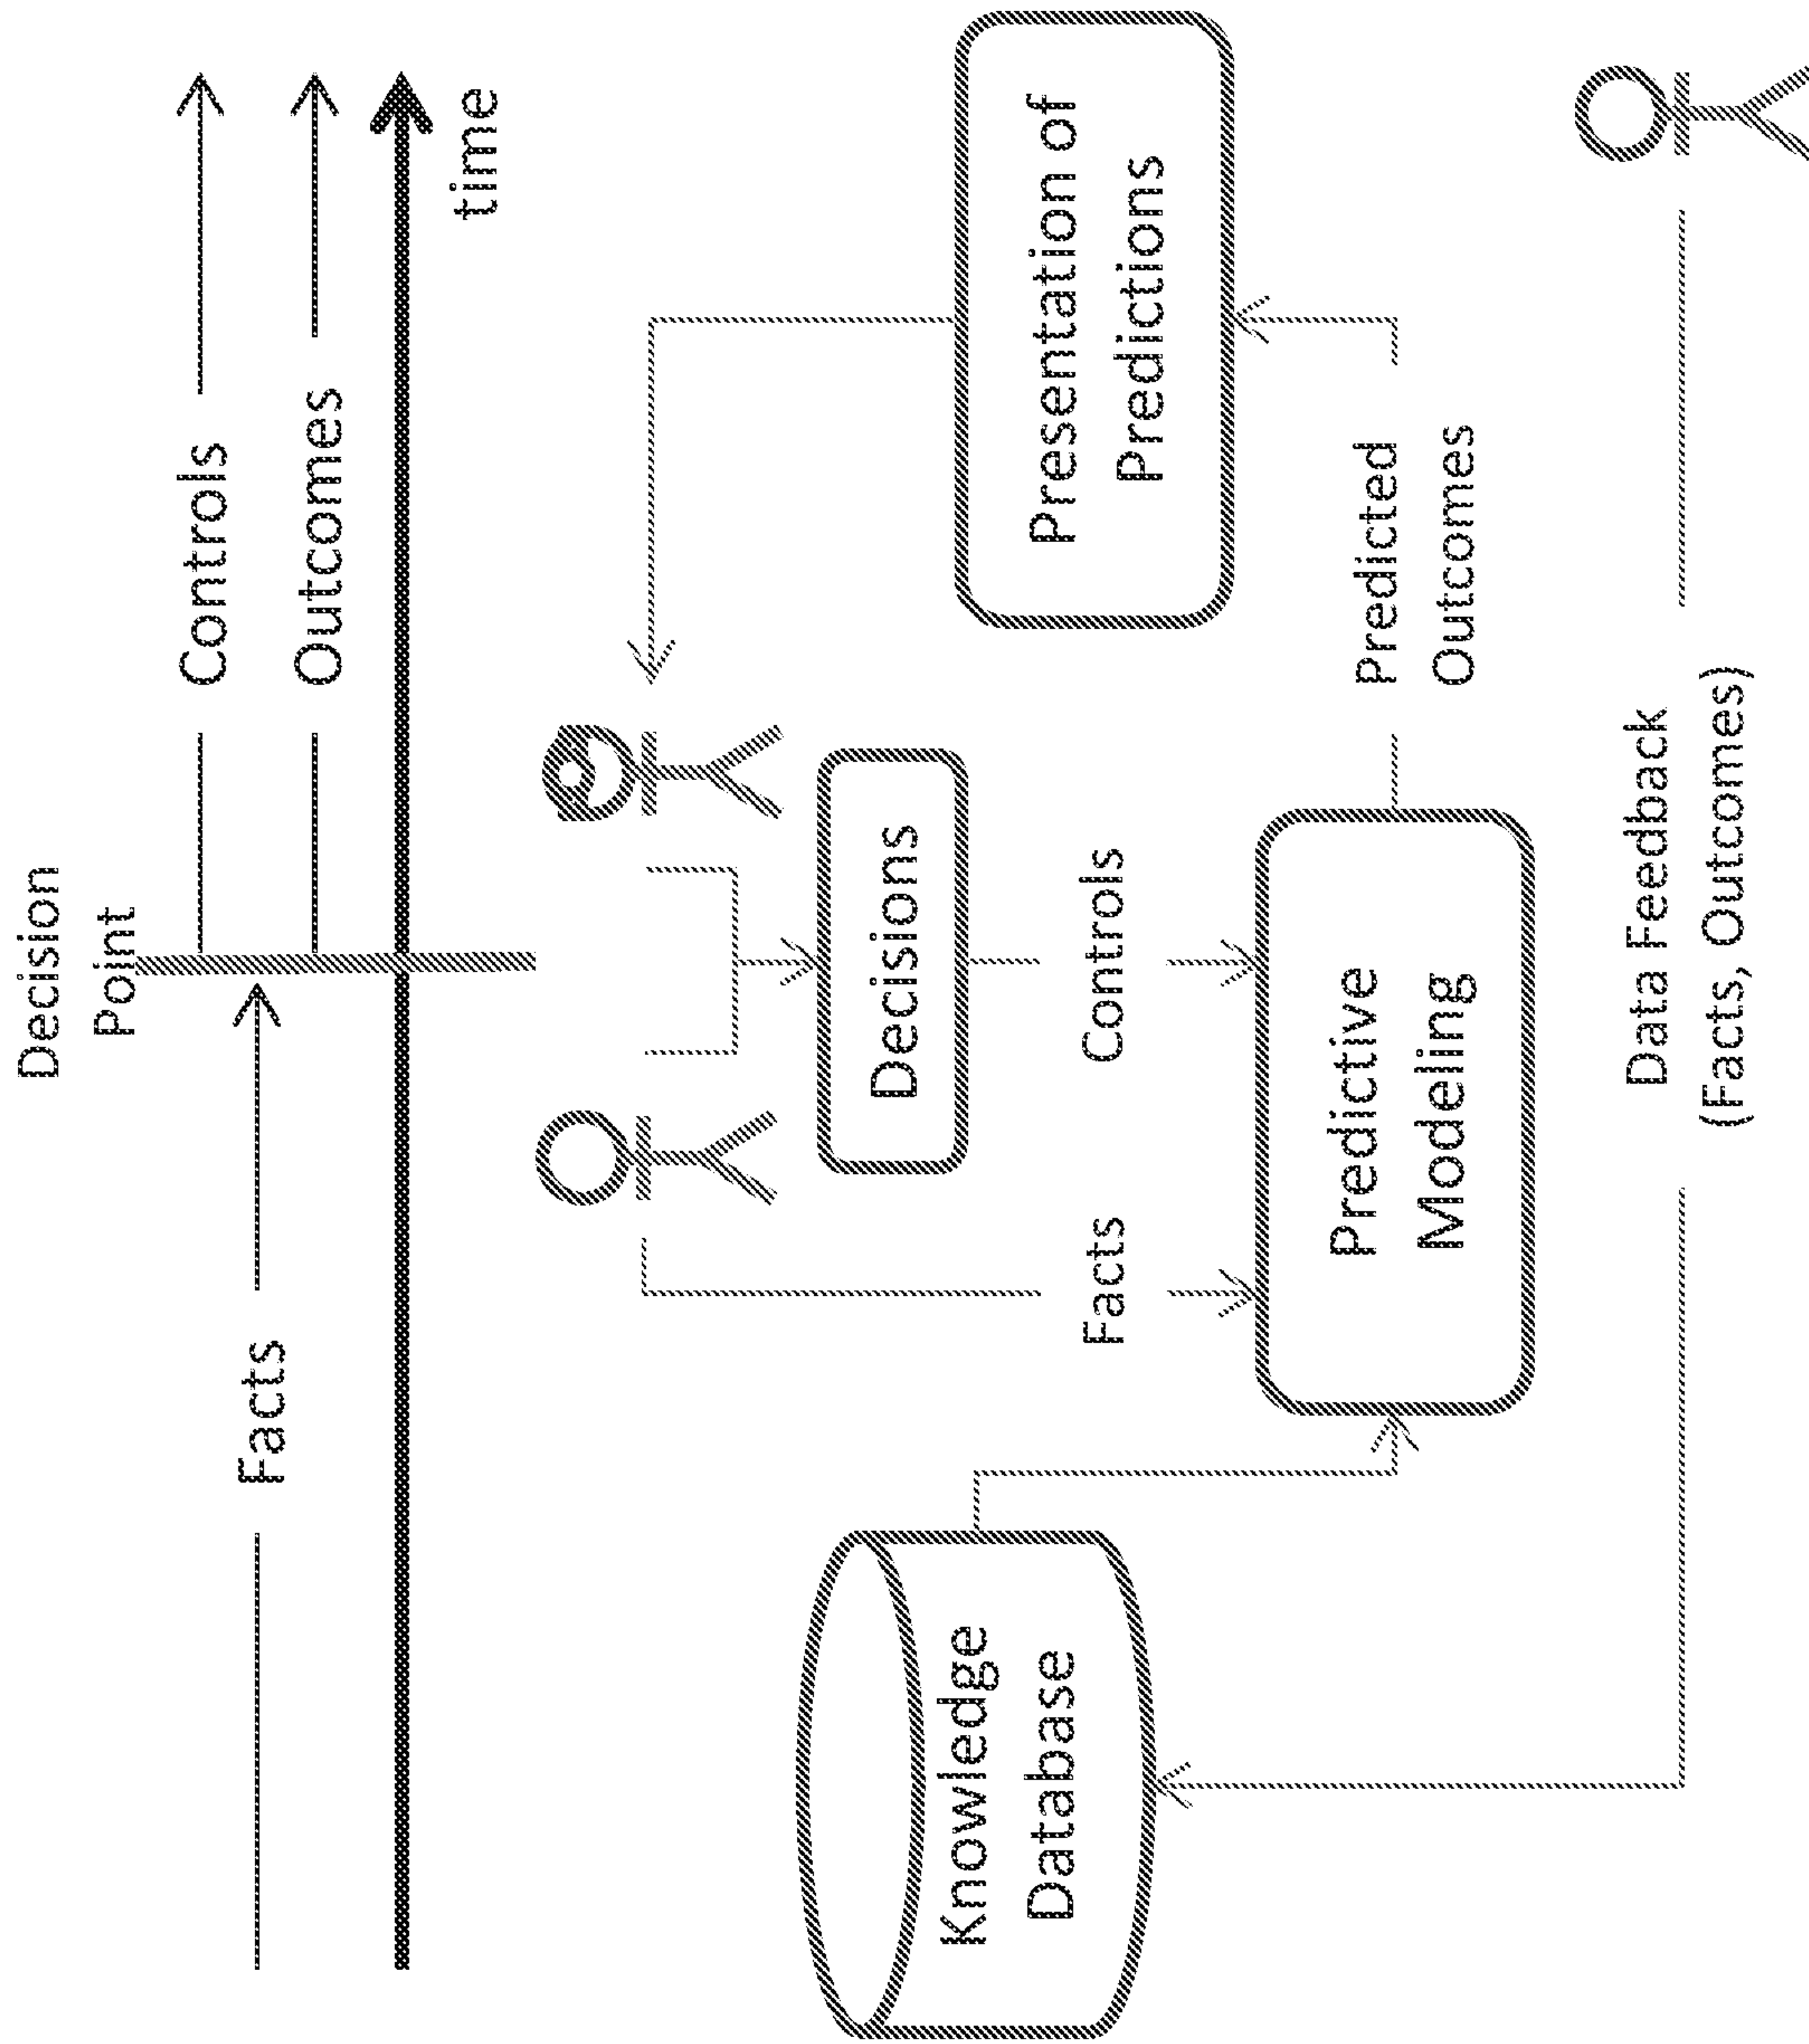 Decision
Point
Controls
Facts
Outcomes
time
Decisions
Knowledge
Database
Facts
Controls
Presentation of
Predictions
Predictive
Modeling
Predicted
Outcomes
Data Feedback
(Facts, Outcomes)